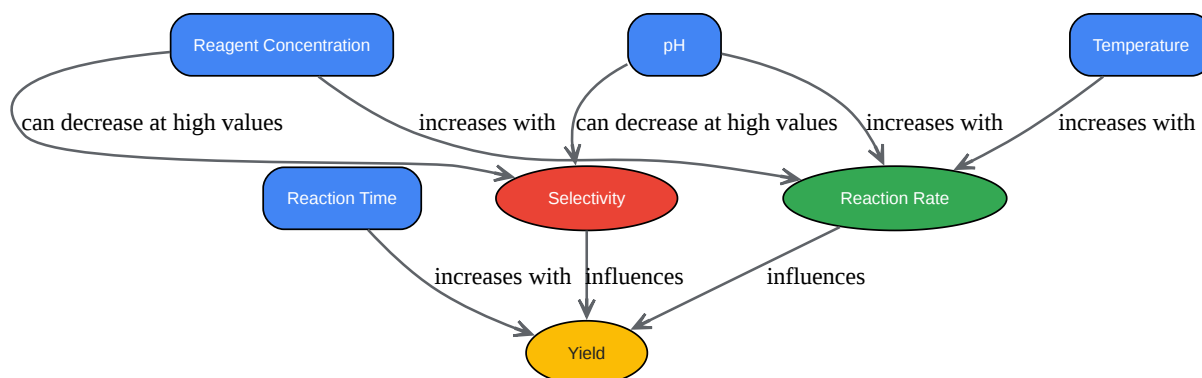 Reagent Concentration
pH
Temperature
can decrease at high values
increases with
can decrease at high values
increases with
increases with
Reaction Time
Selectivity
Reaction Rate
increases with
influences
influences
Yield